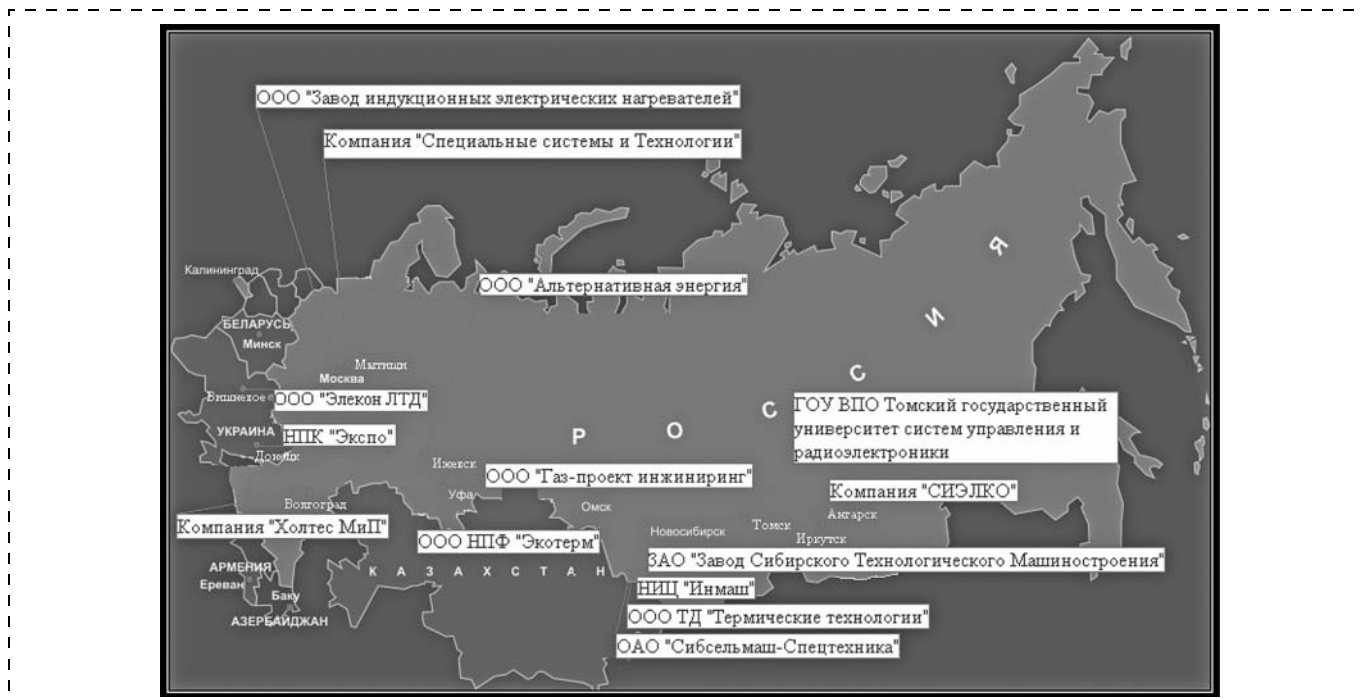 ООО "Завод индукционных электрических нагревателей"
Компания "Специальные системы и Технологии"
Я
Калининград
ООО "Альтернативная энергия"
И
БЕЛАРУСЬ
Минск
Мытищи
Москва
С
Вишневое
ООО "Элекон ЛТД"
ГОУ ВПО Томский государственный
университет систем управления и
радиоэлектроники
С
О
Р
УКРАИНА
НПК "Экспо"
Донецк
Ижевск
ООО "Газ-проект инжиниринг"
Компания "СИЭЛКО"
Уфа
Волгоград
Омск
Ангарск
Компания "Холтес МиП"
Новосибирск
Томск
Иркутск
ООО НПФ "Экотерм"
ЗАО "Завод Сибирского Технологического Машиностроения"
АРМЕНИЯ
Ереван
К А З А Х С Т А Н
НИЦ "Инмаш"
Баку
АЗЕРБАЙДЖАН
ООО ТД "Термические технологии"
ОАО "Сибсельмаш-Спецтехника"